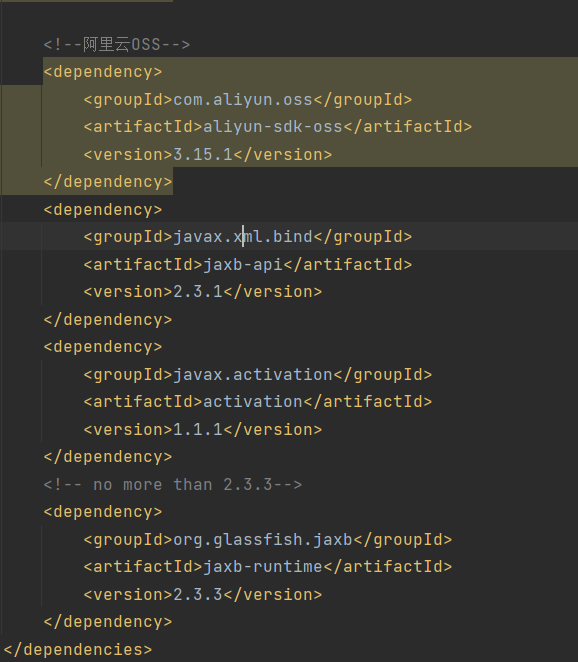 <!--阿里云OSS-->
<dependency>
<groupId>com.aliyun.oss</groupId>
<artifactId>aliyun-sdk-oss</artifactId>
<version>3.15.1</version>
</dependency>
<dependency>
<groupId>javax.xml.bind</groupId>
<artifactId>jaxb-api</artifactId>
<version>2.3.1</version>
</dependency>
<dependency>
<groupId>javax.activation</groupId>
<artifactId>activation</artifactId>
<version>1.1.1</version>
</dependency>
<!-- no more than 2.3.3-->
<dependency>
<groupId>org.glassfish.jaxb</groupId>
<artifactId>jaxb-runtime</artifactId>
<version>2.3.3</version>
</dependency>
</dependencies>